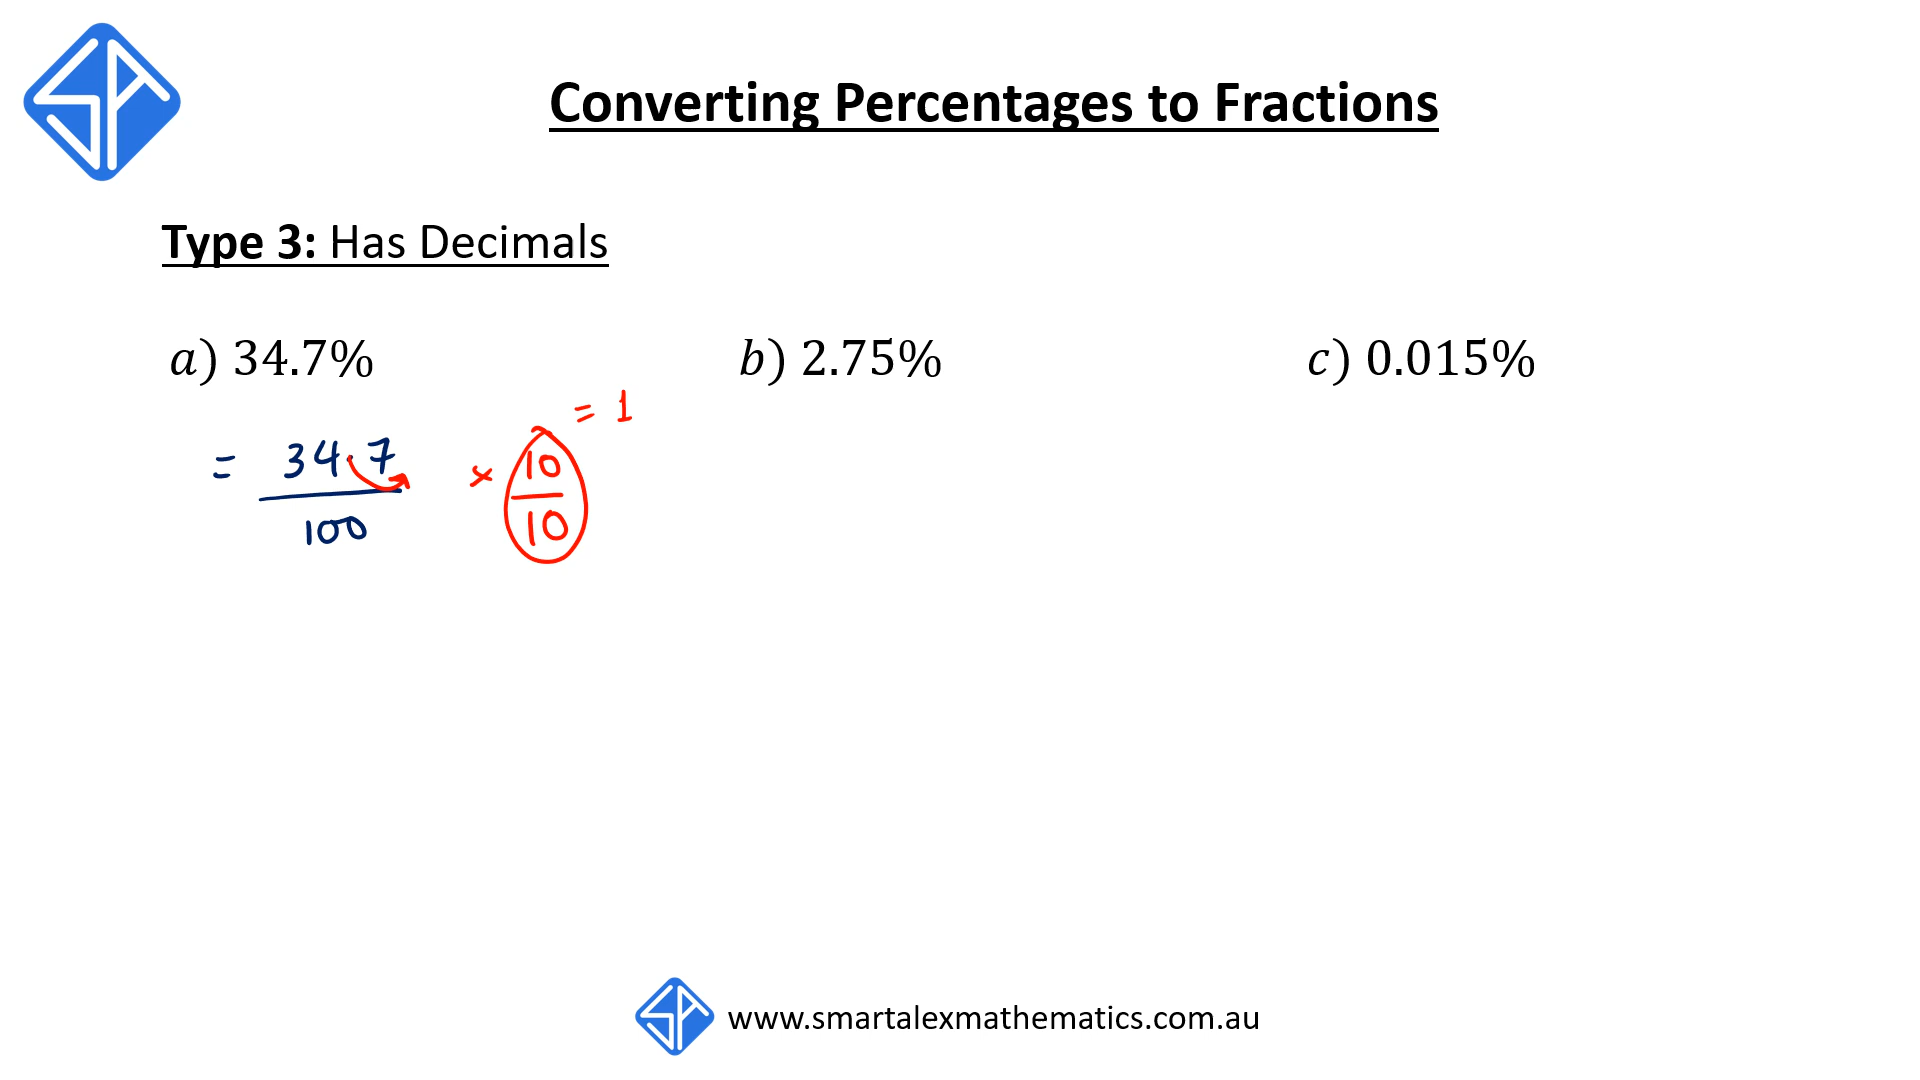 Converting Percentages to Fractions
Type 3: Has Decimals
a) 34.7%
b) 2.75%
c) 0.015%
= 34.7/100 × 10/10 = 1
www.smartalexmathematics.com.au